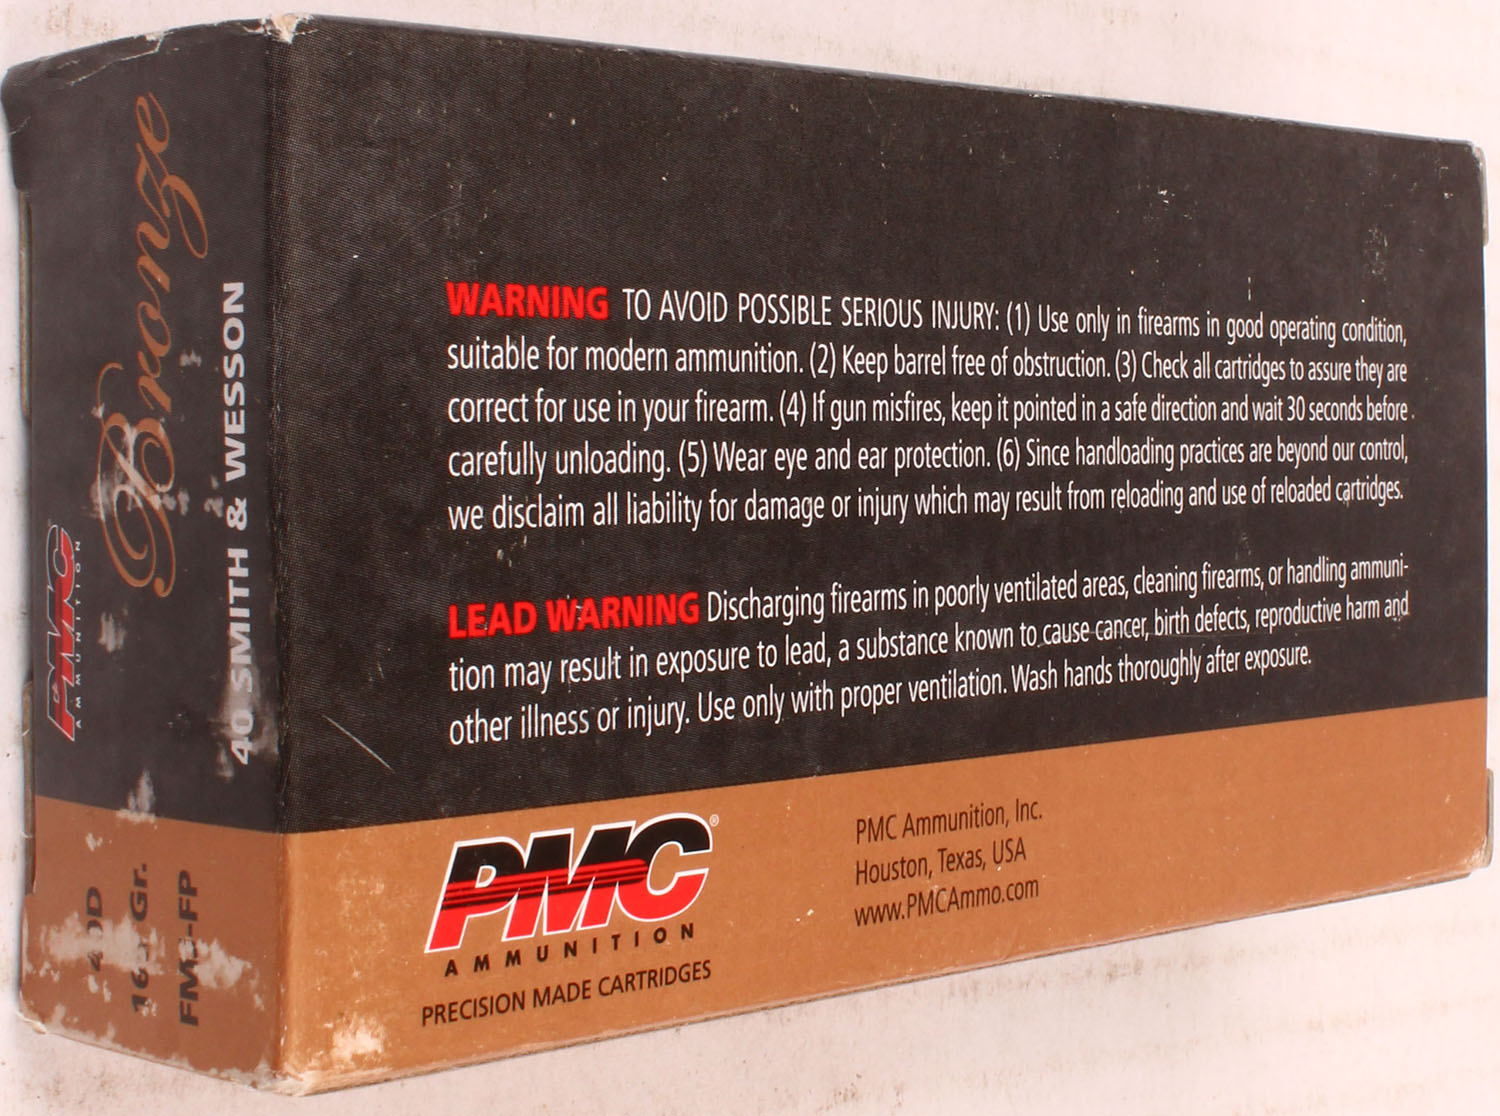 PMC
AMMUNITION
Bronze
40 SMITH & WESSON
FP
Gr.
WARNING TO AVOID POSSIBLE SERIOUS INJURY: (1) Use only in firearms in good operating condition,
suitable for modern ammunition. (2) Keep barrel free of obstruction. (3) Check all cartridges to assure they are
correct for use in your firearm. (4) If gun misfires, keep it pointed in a safe direction and wait 30 seconds before
carefully unloading. (5) Wear eye and ear protection. (6) Since handloading practices are beyond our control,
we disclaim all liability for damage or injury which may result from reloading and use of reloaded cartridges.
LEAD WARNING Discharging firearms in poorly ventilated areas, cleaning firearms, or handling ammuni-
tion may result in exposure to lead, a substance known to cause cancer, birth defects, reproductive harm and
other illness or injury. Use only with proper ventilation. Wash hands thoroughly after exposure.
PMC®
AMMUNITION
PRECISION MADE CARTRIDGES
PMC Ammunition, Inc.
Houston, Texas, USA
www.PMCAmmo.com